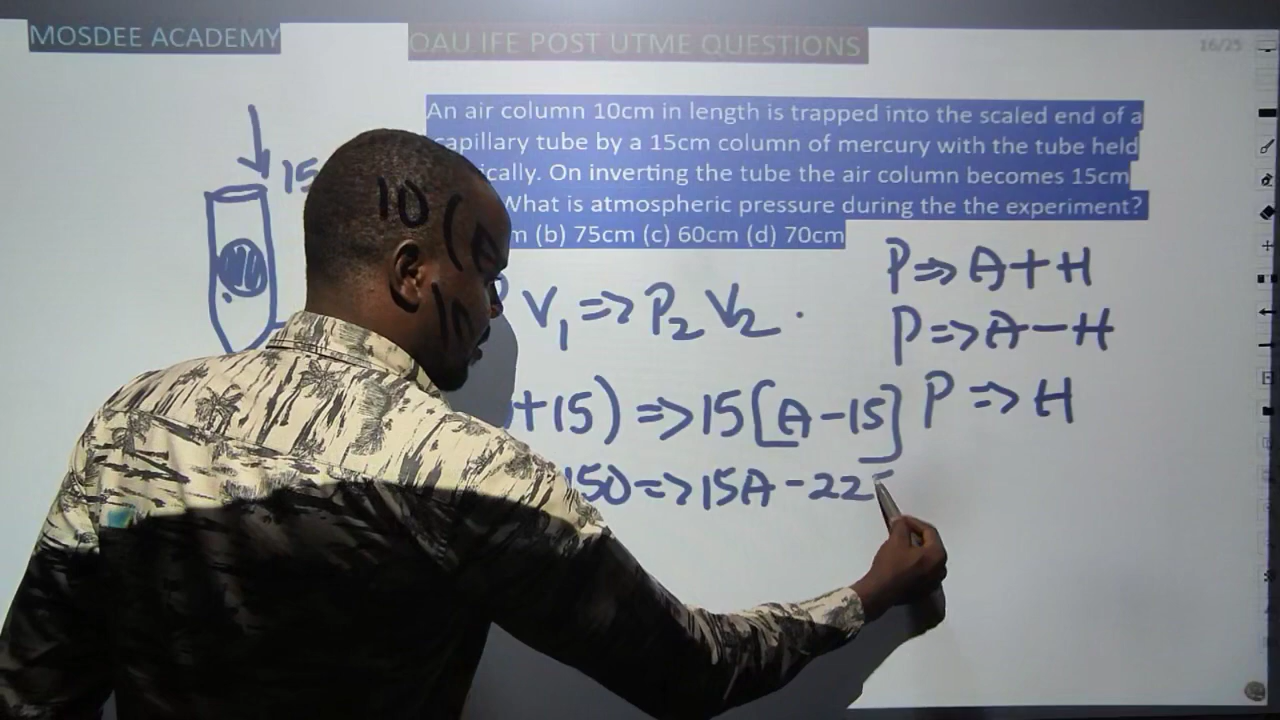 MOSDEE ACADEMY
OAU IFE POST UTME QUESTIONS
16/25
An air column 10cm in length is trapped into the scaled end of a
capillary tube by a 15cm column of mercury with the tube held
ically. On inverting the tube the air column becomes 15cm
What is atmospheric pressure during the the experiment?
m (b) 75cm (c) 60cm (d) 70cm
15
10(
P=>A+H
V₁=>P₂V₂.
P=>A-H
+15)=>15[A-15]
P=>H
150=>15A-225